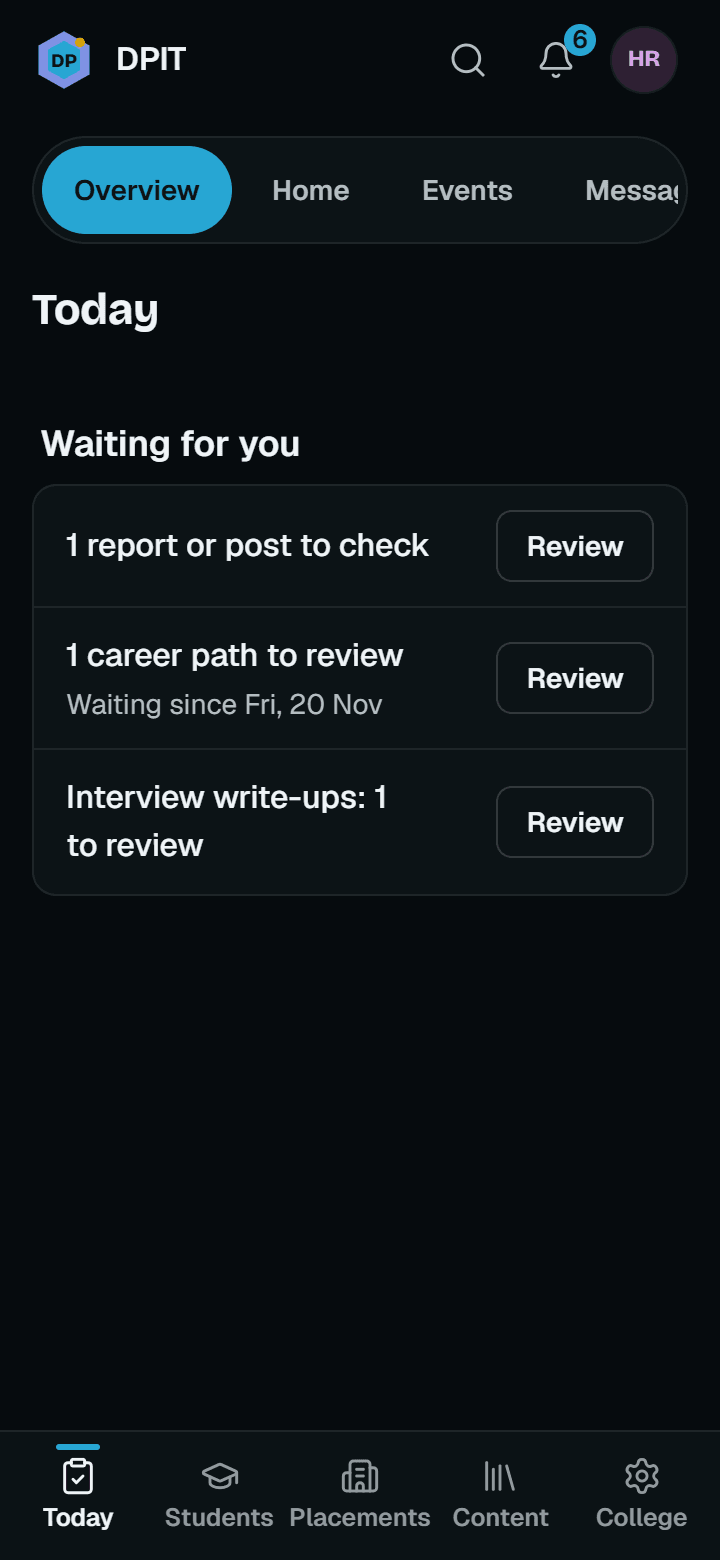 DP DPIT 6 HR
Overview Home Events Messag
Today
Waiting for you
1 report or post to check Review
1 career path to review
Waiting since Fri, 20 Nov Review
Interview write-ups: 1
to review Review
Today Students Placements Content College